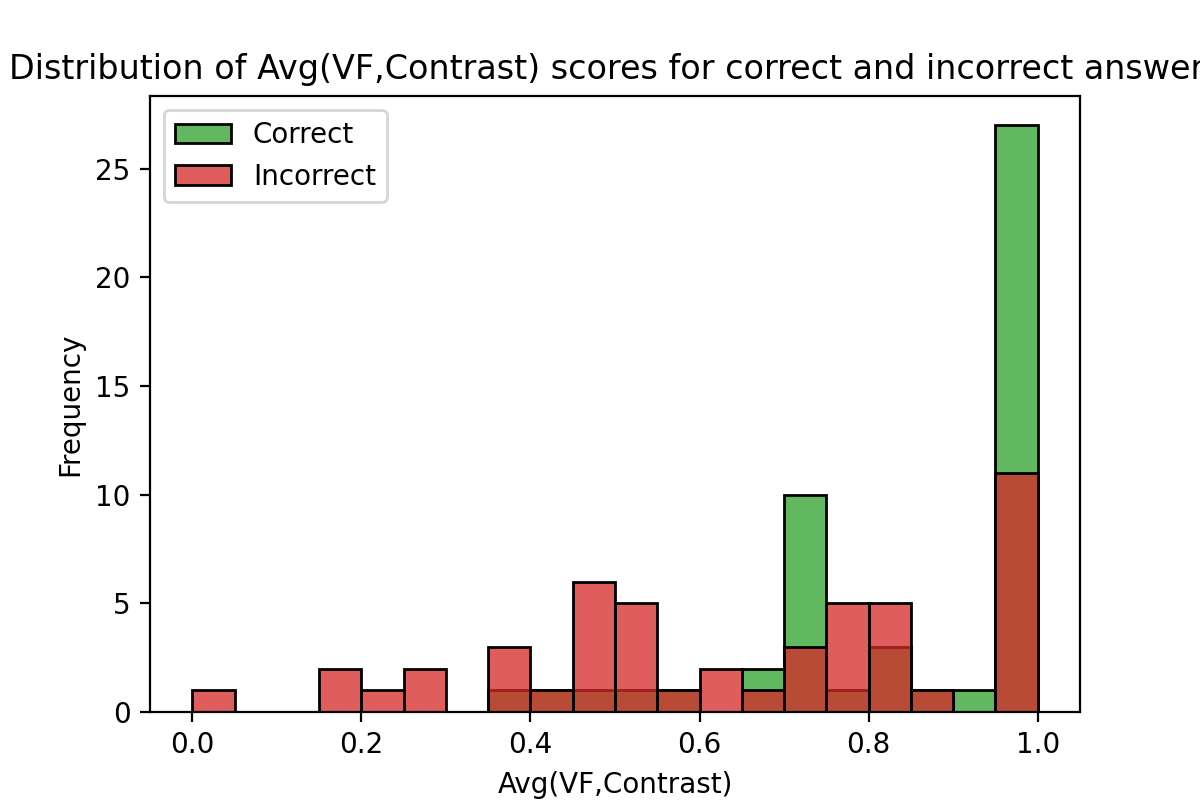 Distribution of Avg(VF,Contrast) scores for correct and incorrect answer
Correct
Incorrect
Frequency
25
20
15
10
5
0
0.0 0.2 0.4 0.6 0.8 1.0
Avg(VF,Contrast)